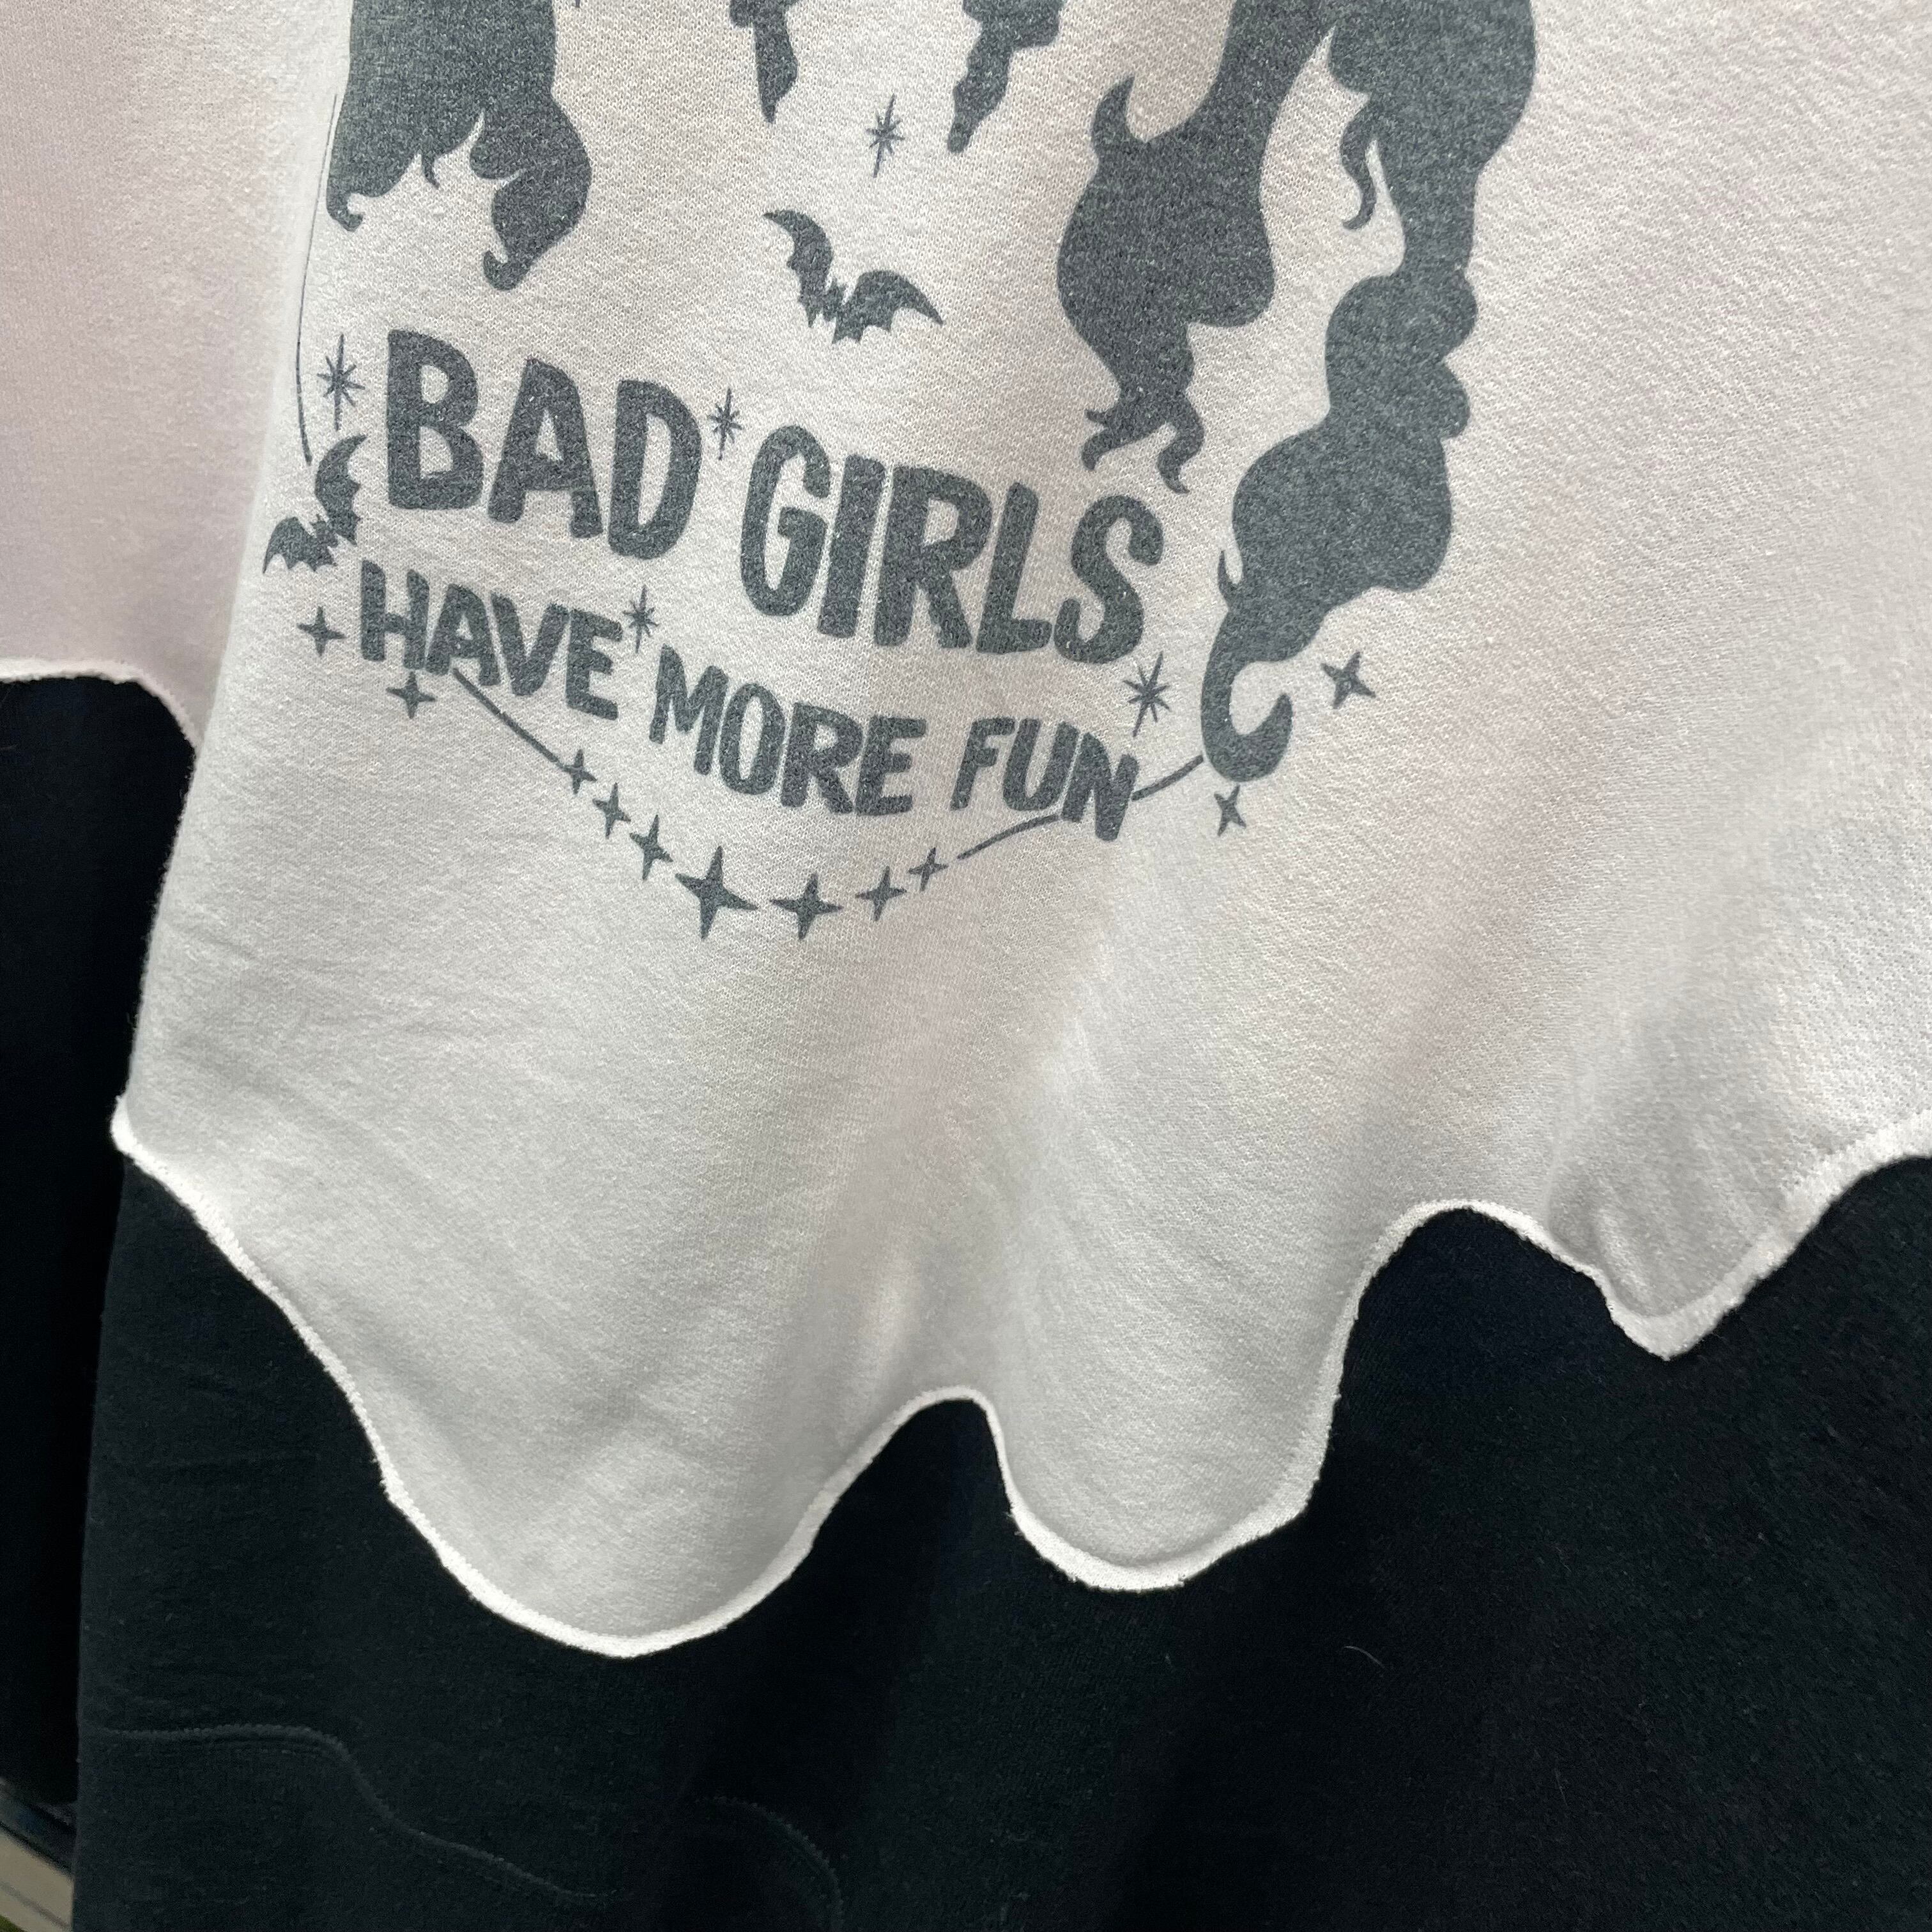 BAD GIRLS
HAVE MORE FUN